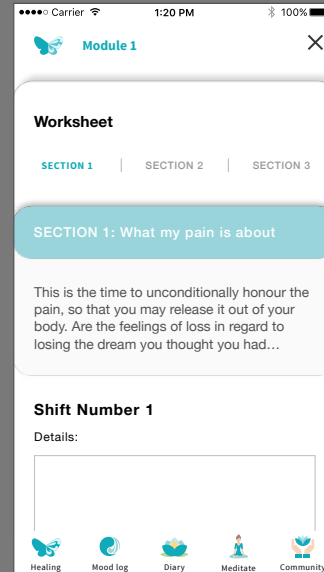 Carrier 1:20 PM 100%
Module 1
Worksheet
SECTION 1 SECTION 2 SECTION 3
SECTION 1: What my pain is about
This is the time to unconditionally honour the
pain, so that you may release it out of your
body. Are the feelings of loss in regard to
losing the dream you thought you had...
Shift Number 1
Details:
Healing Mood log Diary Meditate Community